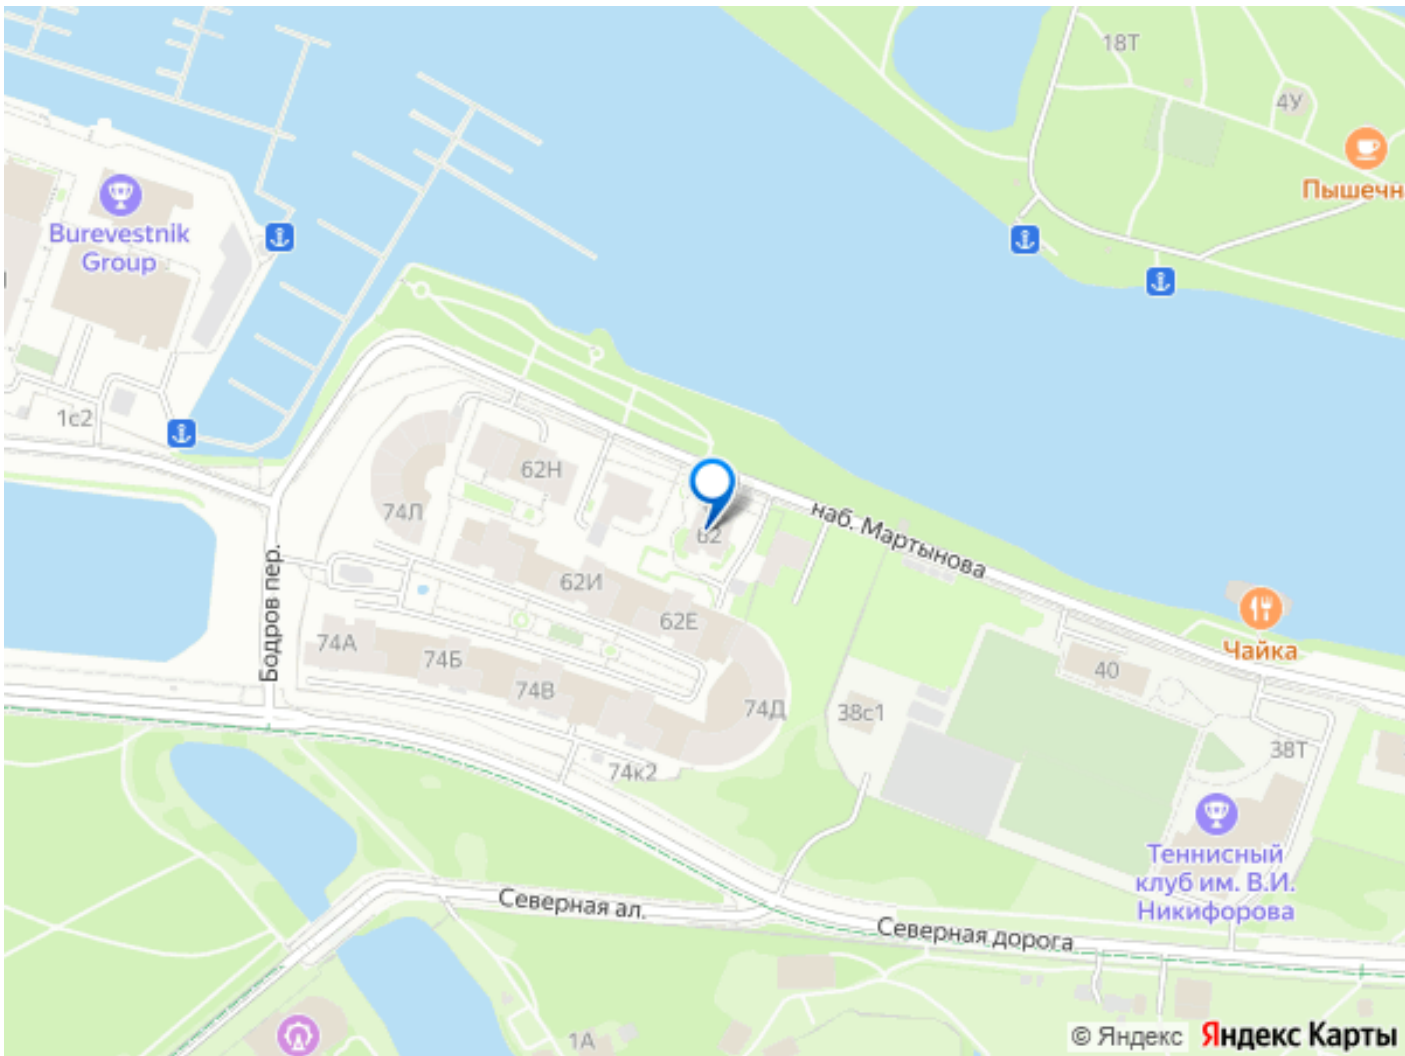 18Т
4У
Пышечн
Burevestnik
Group
1с2
62Н
74Л
62
наб. Мартынова
62И
62Е
Бодров пер.
74А
74Б
74В
74Д
74к2
38с1
40
Чайка
38Т
Теннисный
клуб им. В.И.
Никифорова
Северная ал.
Северная дорога
1А
© Яндекс Яндекс Карты